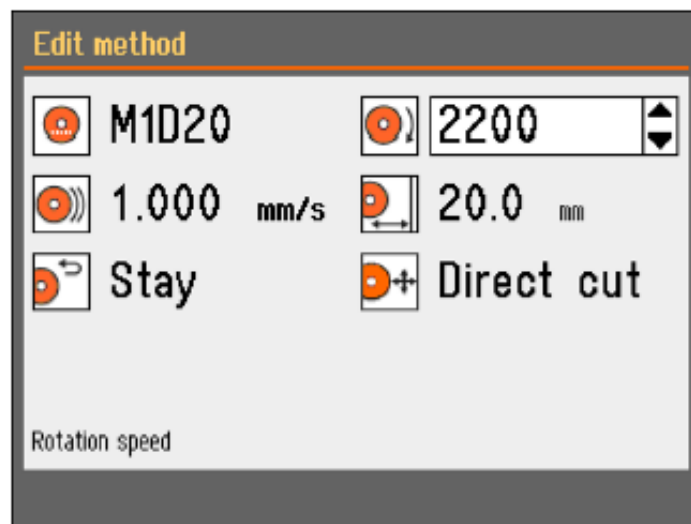 Edit method
M1D20 2200
1.000 mm/s 20.0 mm
Stay Direct cut
Rotation speed